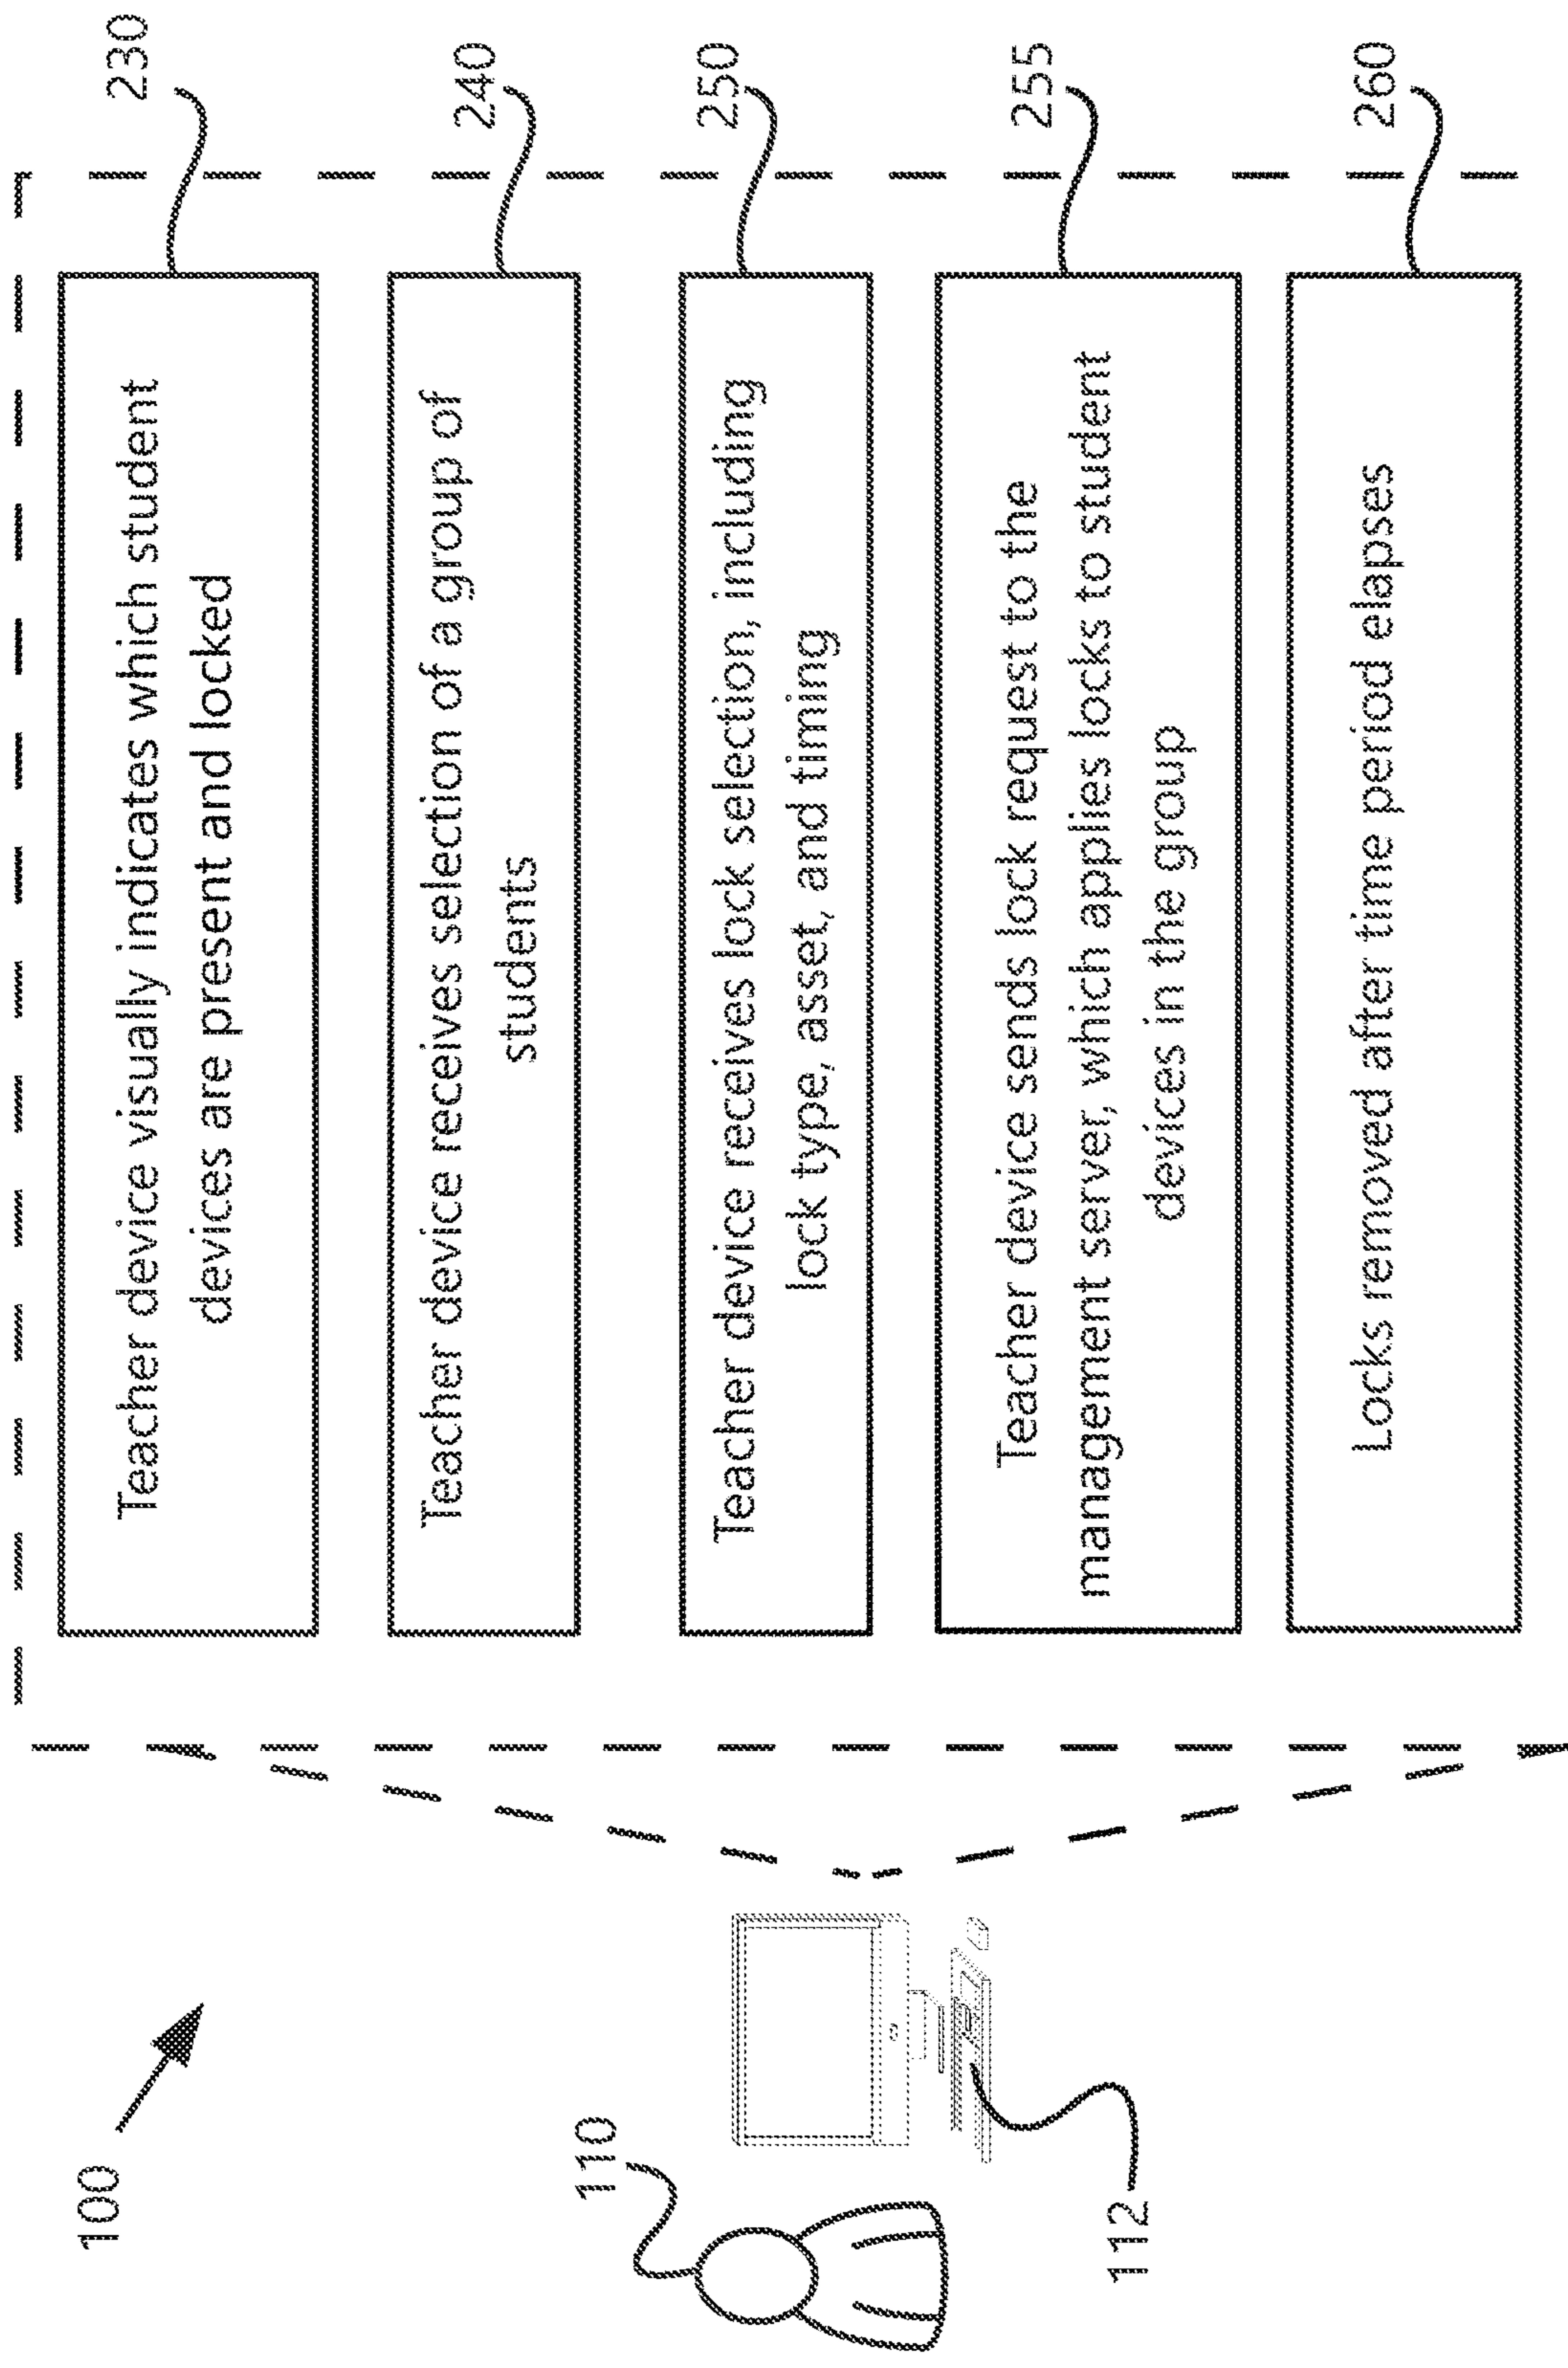 100
110
112
Teacher device visually indicates which student
devices are present and locked
230
Teacher device receives selection of a group of
students
240
Teacher device receives lock selection, including
lock type, asset, and timing
250
Teacher device sends lock request to the
management server, which applies locks to student
devices in the group
255
Locks removed after time period elapses
260